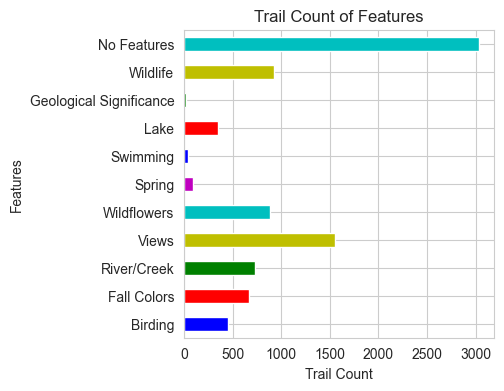 Trail Count of Features
No Features
Wildlife
Geological Significance
Lake
Swimming
Spring
Wildflowers
Views
River/Creek
Fall Colors
Birding
Features
0 500 1000 1500 2000 2500 3000
Trail Count